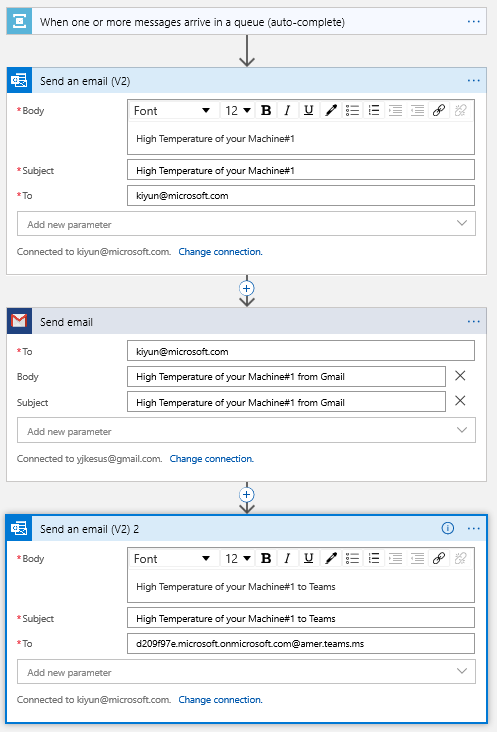 When one or more messages arrive in a queue (auto-complete) ...
Send an email (V2) ...
*Body
Font 12 B I U
High Temperature of your Machine#1
*Subject High Temperature of your Machine#1
*To kiyun@microsoft.com
Add new parameter
Connected to kiyun@microsoft.com. Change connection.
Send email ...
*To kiyun@microsoft.com
Body High Temperature of your Machine#1 from Gmail
Subject High Temperature of your Machine#1 from Gmail
Add new parameter
Connected to yjkesus@gmail.com. Change connection.
Send an email (V2) 2 ...
*Body
Font 12 B I U
High Temperature of your Machine#1 to Teams
*Subject High Temperature of your Machine#1 to Teams
*To d209f97e.microsoft.onmicrosoft.com@amer.teams.ms
Add new parameter
Connected to kiyun@microsoft.com. Change connection.